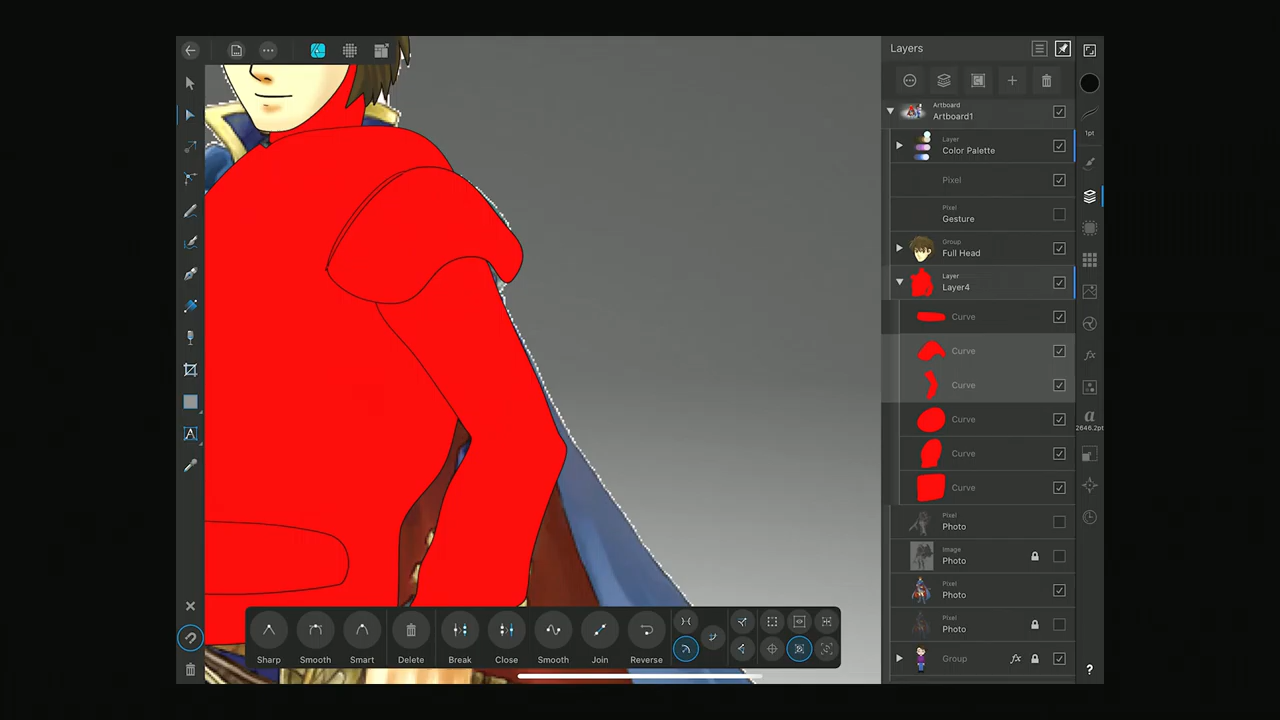 Layers
Artboard
Artboard1
Layer
Color Palette
1pt
Pixel
Pixel
Gesture
Group
Full Head
Layer
Layer4
Curve
Curve
Curve
Curve
2646.2pt
Curve
Curve
Pixel
Photo
Image
Photo
Pixel
Photo
Pixel
Photo
Group
fx
Sharp
Smooth
Smart
Delete
Break
Close
Smooth
Join
Reverse